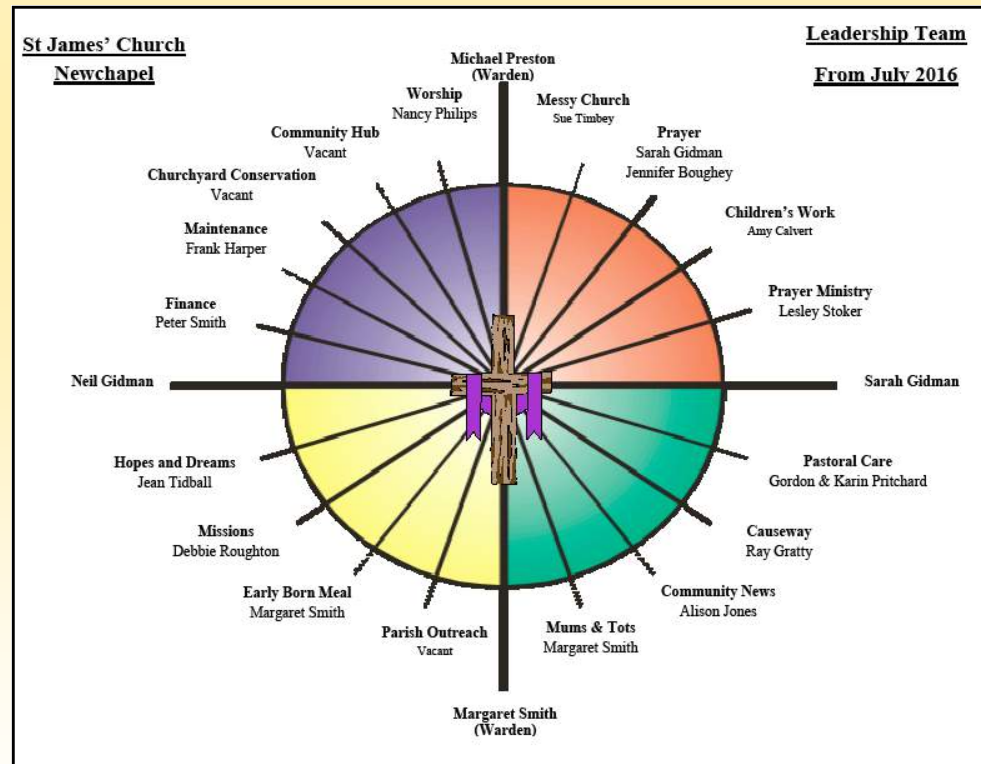 St James’ Church
Newchapel
Leadership Team
From July 2016
Michael Preston
(Warden)
Messy Church
Sue Timbey
Prayer
Sarah Gidman
Jennifer Boughey
Children’s Work
Amy Calvert
Prayer Ministry
Lesley Stoker
Sarah Gidman
Pastoral Care
Gordon & Karin Pritchard
Causeway
Ray Gratty
Community News
Alison Jones
Mums & Tots
Margaret Smith
Margaret Smith
(Warden)
Parish Outreach
Vacant
Early Born Meal
Margaret Smith
Missions
Debbie Roughton
Hopes and Dreams
Jean Tidball
Neil Gidman
Finance
Peter Smith
Maintenance
Frank Harper
Churchyard Conservation
Vacant
Community Hub
Vacant
Worship
Nancy Philips